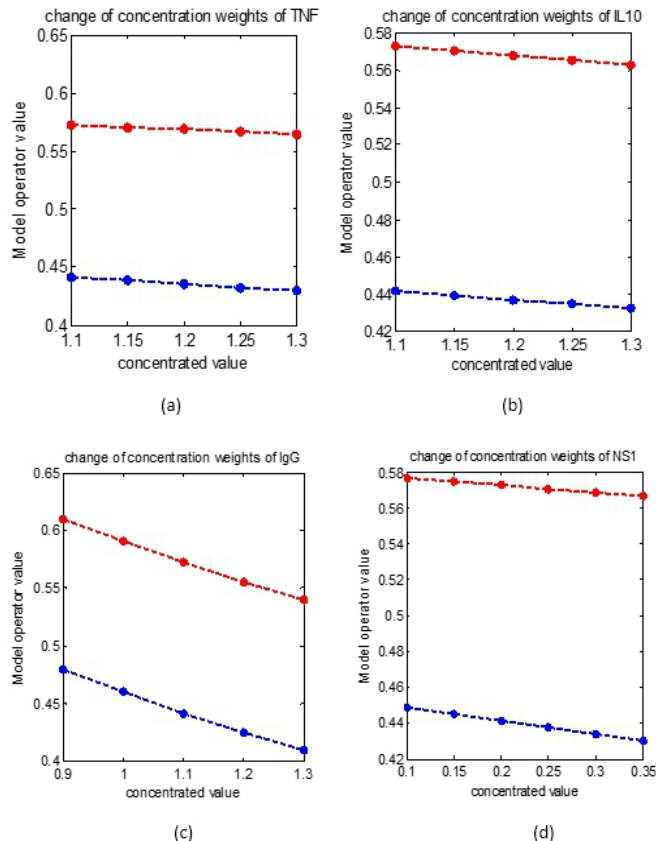 change of concentration weights of TNF
0.65
0.6
0.55
0.5
0.45
0.4
Model operator value
1.1 1.15 1.2 1.25 1.3
concentrated value
(a)
change of concentration weights of IL10
0.58
0.56
0.54
0.52
0.5
0.48
0.46
0.44
0.42
Model operator value
1.1 1.15 1.2 1.25 1.3
concentrated value
(b)
change of concentration weights of IgG
0.65
0.6
0.55
0.5
0.45
0.4
Model operator value
0.9 1 1.1 1.2 1.3
concentrated value
(c)
change of concentration weights of NS1
0.58
0.56
0.54
0.52
0.5
0.48
0.46
0.44
0.42
Model operator value
0.1 0.15 0.2 0.25 0.3 0.35
concentrated value
(d)